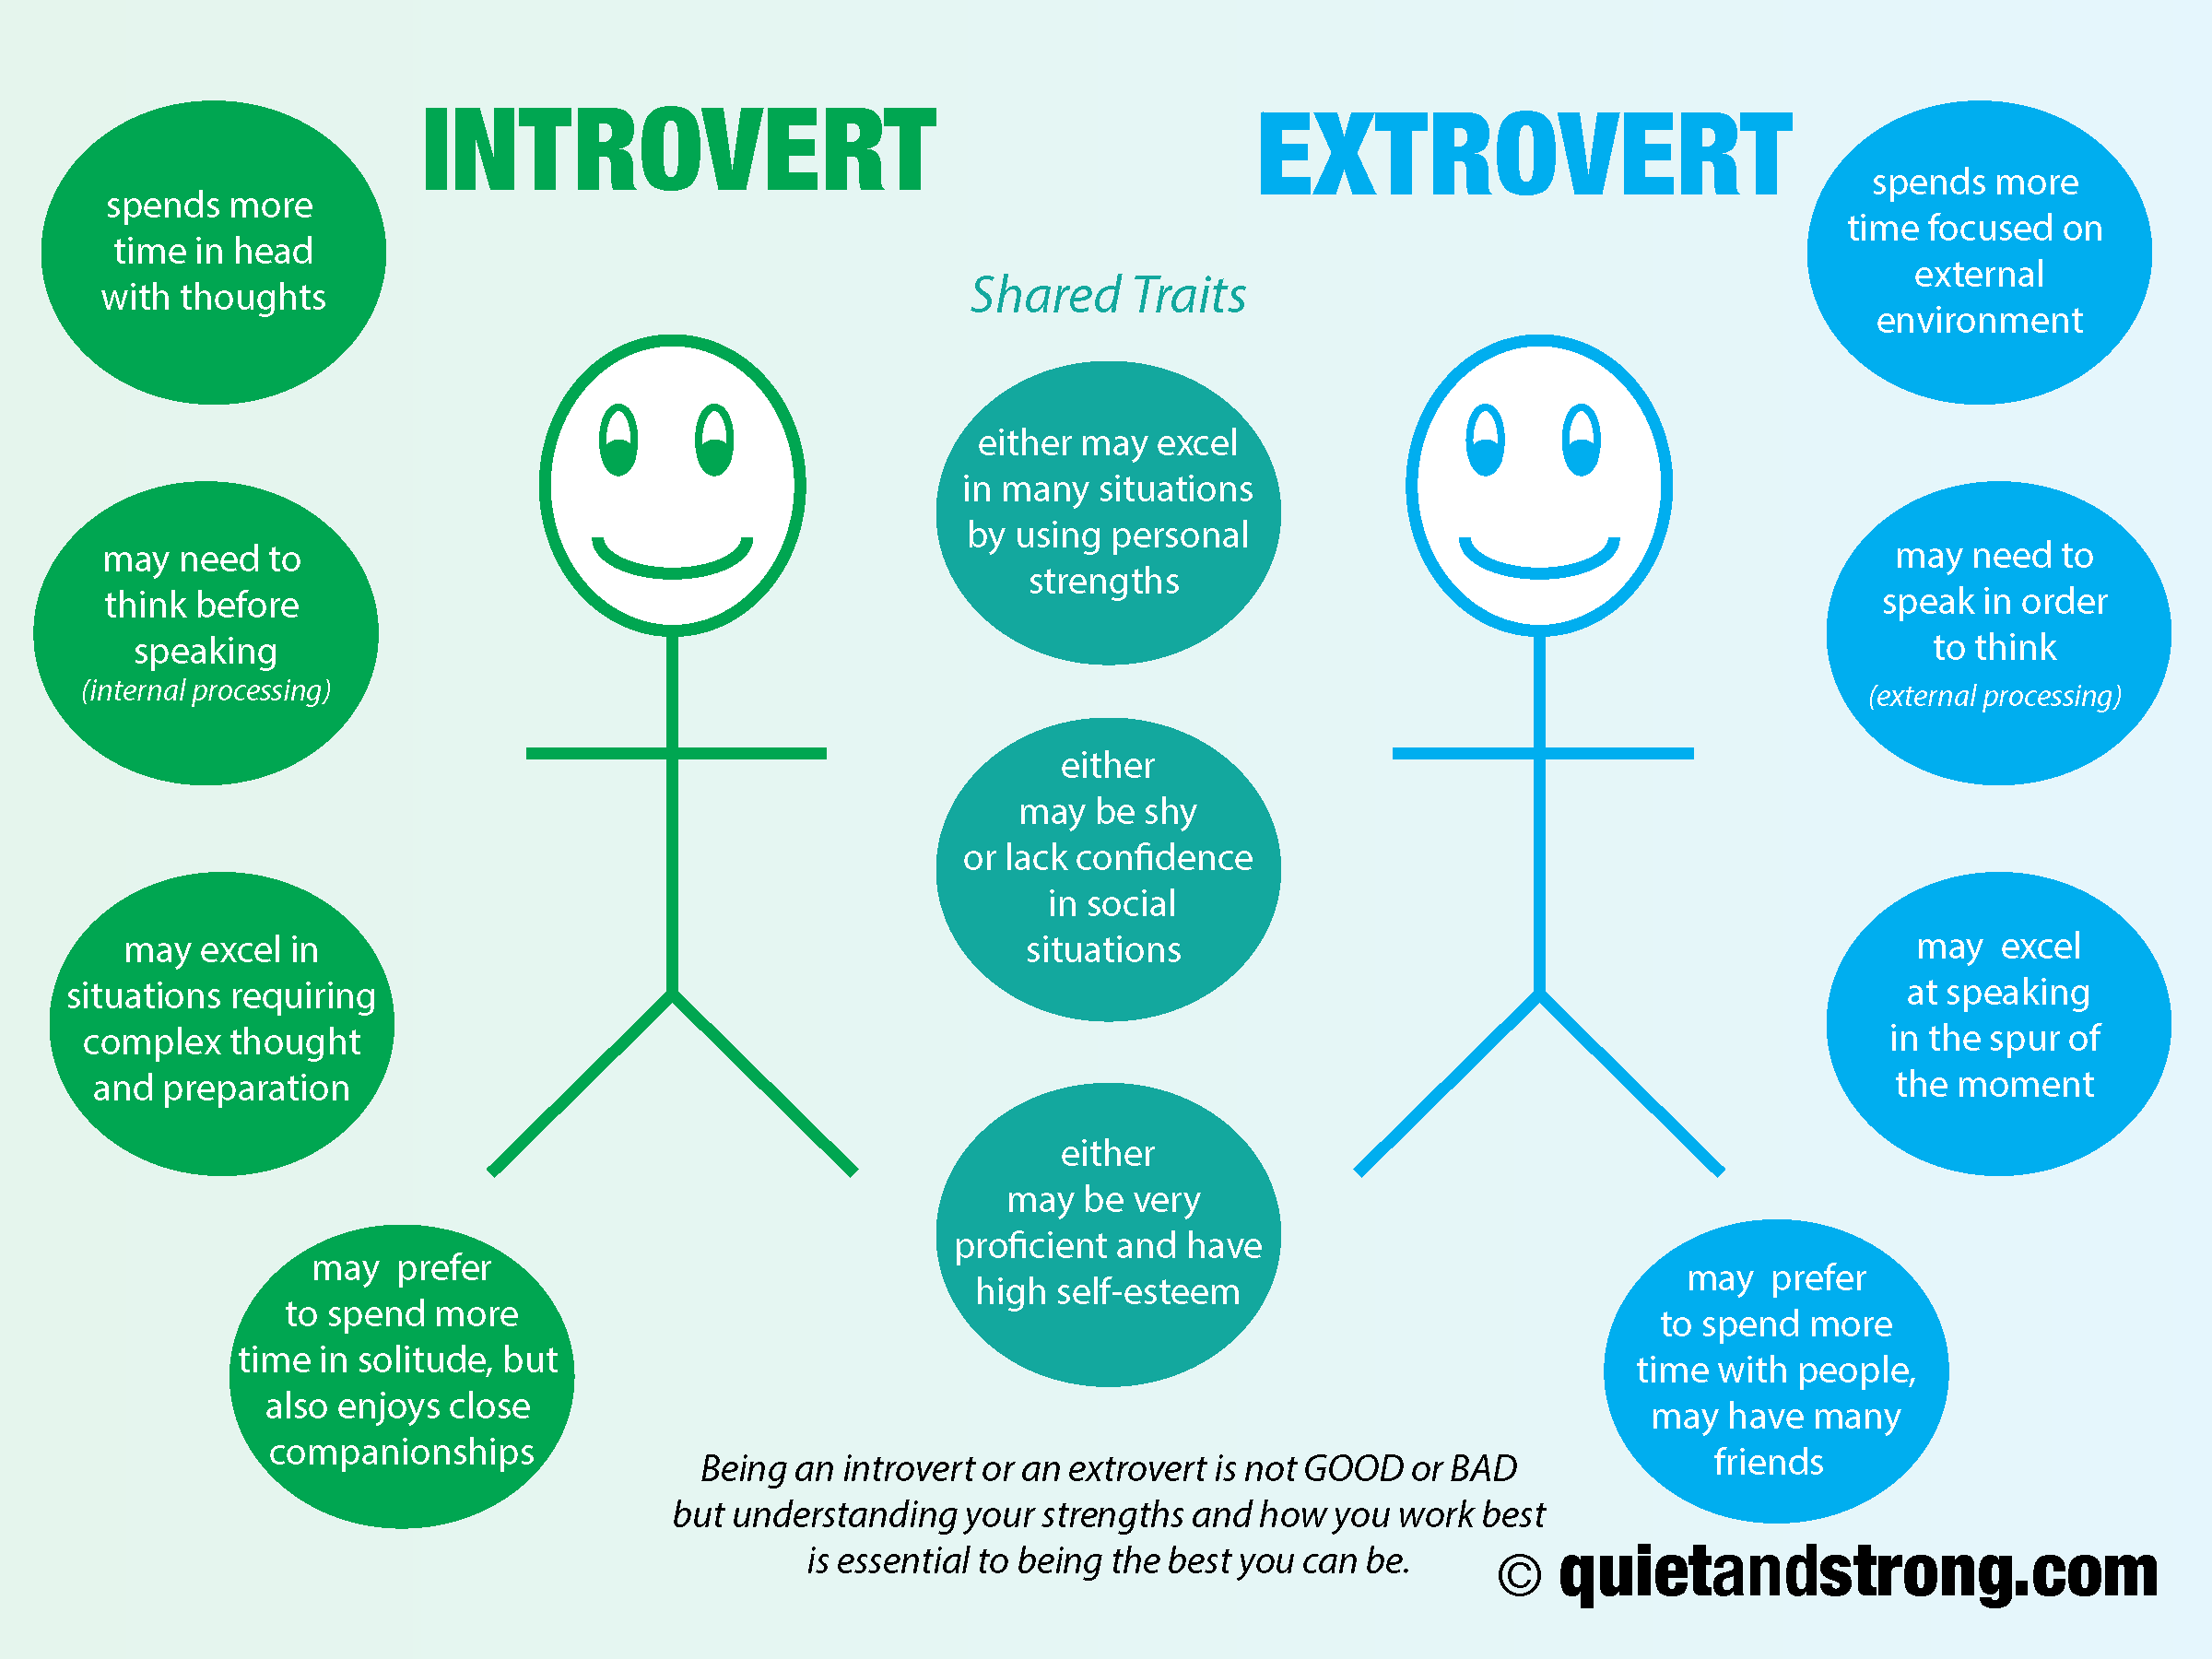 INTROVERT
spends more
time in head
with thoughts
may need to
think before
speaking
(internal processing)
may excel in
situations requiring
complex thought
and preparation
may prefer
to spend more
time in solitude, but
also enjoys close
companionships
Shared Traits
either may excel
in many situations
by using personal
strengths
either
may be shy
or lack confidence
in social
situations
either
may be very
proficient and have
high self-esteem
EXTROVERT
spends more
time focused on
external
environment
may need to
speak in order
to think
(external processing)
may excel
at speaking
in the spur of
the moment
may prefer
to spend more
time with people,
may have many
friends
Being an introvert or an extrovert is not GOOD or BAD
but understanding your strengths and how you work best
is essential to being the best you can be.
© quietandstrong.com